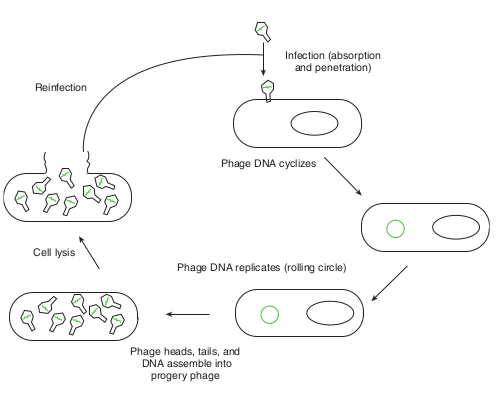 Infection (absorption
and penetration)
Reinfection
Phage DNA cyclizes
Cell lysis
Phage DNA replicates (rolling circle)
Phage heads, tails, and
DNA assemble into
progery phage